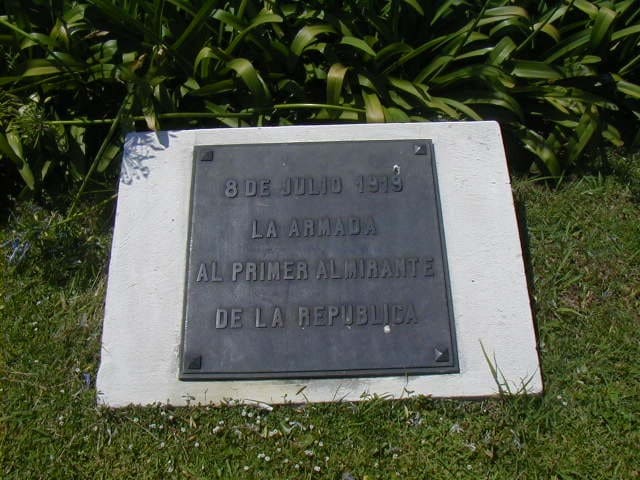 8 DE JULIO 1919
LA ARMADA
AL PRIMER ALMIRANTE
DE LA REPUBLICA